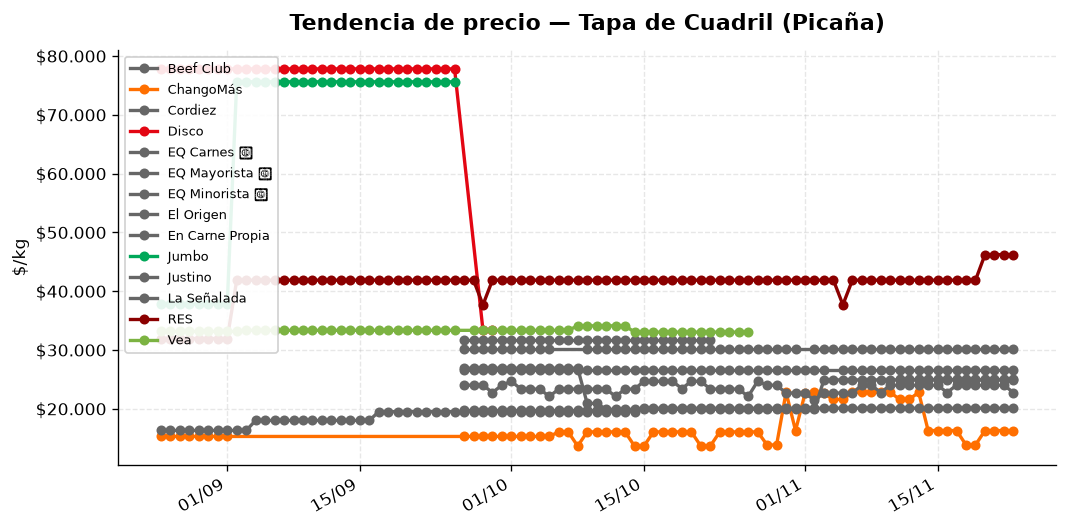 Tendencia de precio — Tapa de Cuadril (Picaña)
$80.000
$70.000
$60.000
$50.000
$40.000
$30.000
$20.000
$/kg
Beef Club
ChangoMás
Cordiez
Disco
EQ Carnes
EQ Mayorista
EQ Minorista
El Origen
En Carne Propia
Jumbo
Justino
La Señalada
RES
Vea
01/09
15/09
01/10
15/10
01/11
15/11